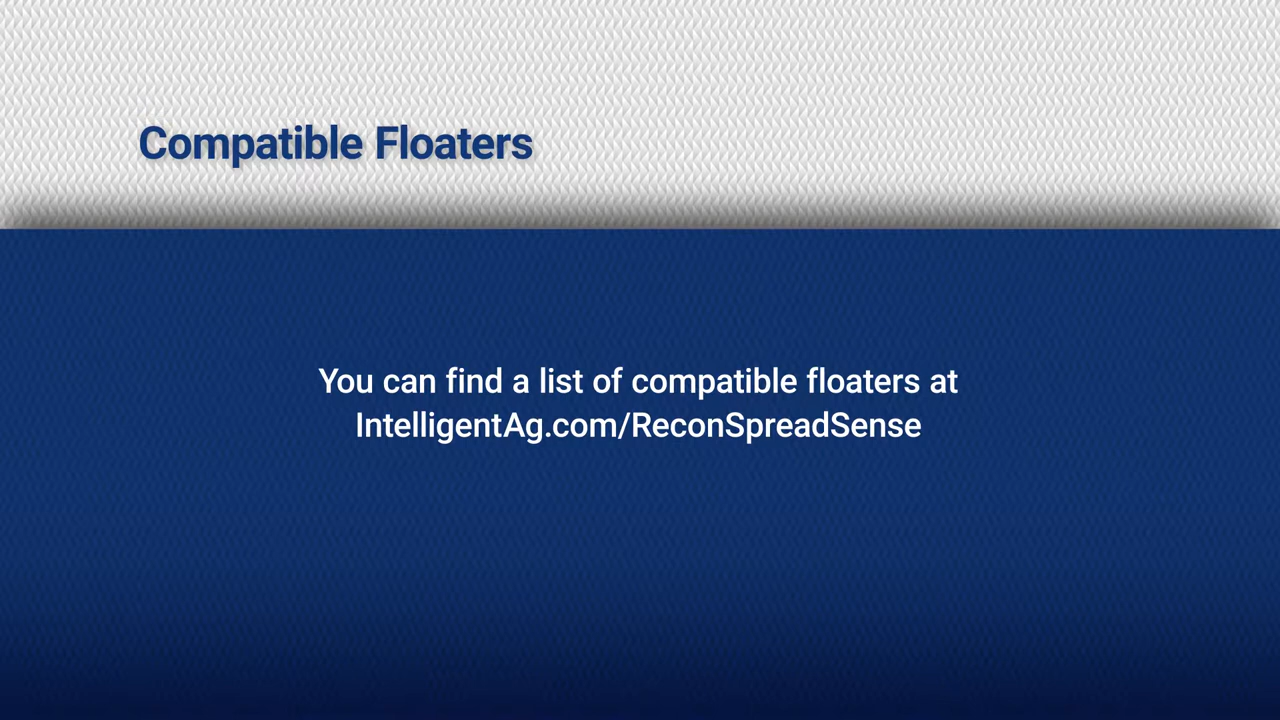 Compatible Floaters
You can find a list of compatible floaters at
IntelligentAg.com/ReconSpreadSense